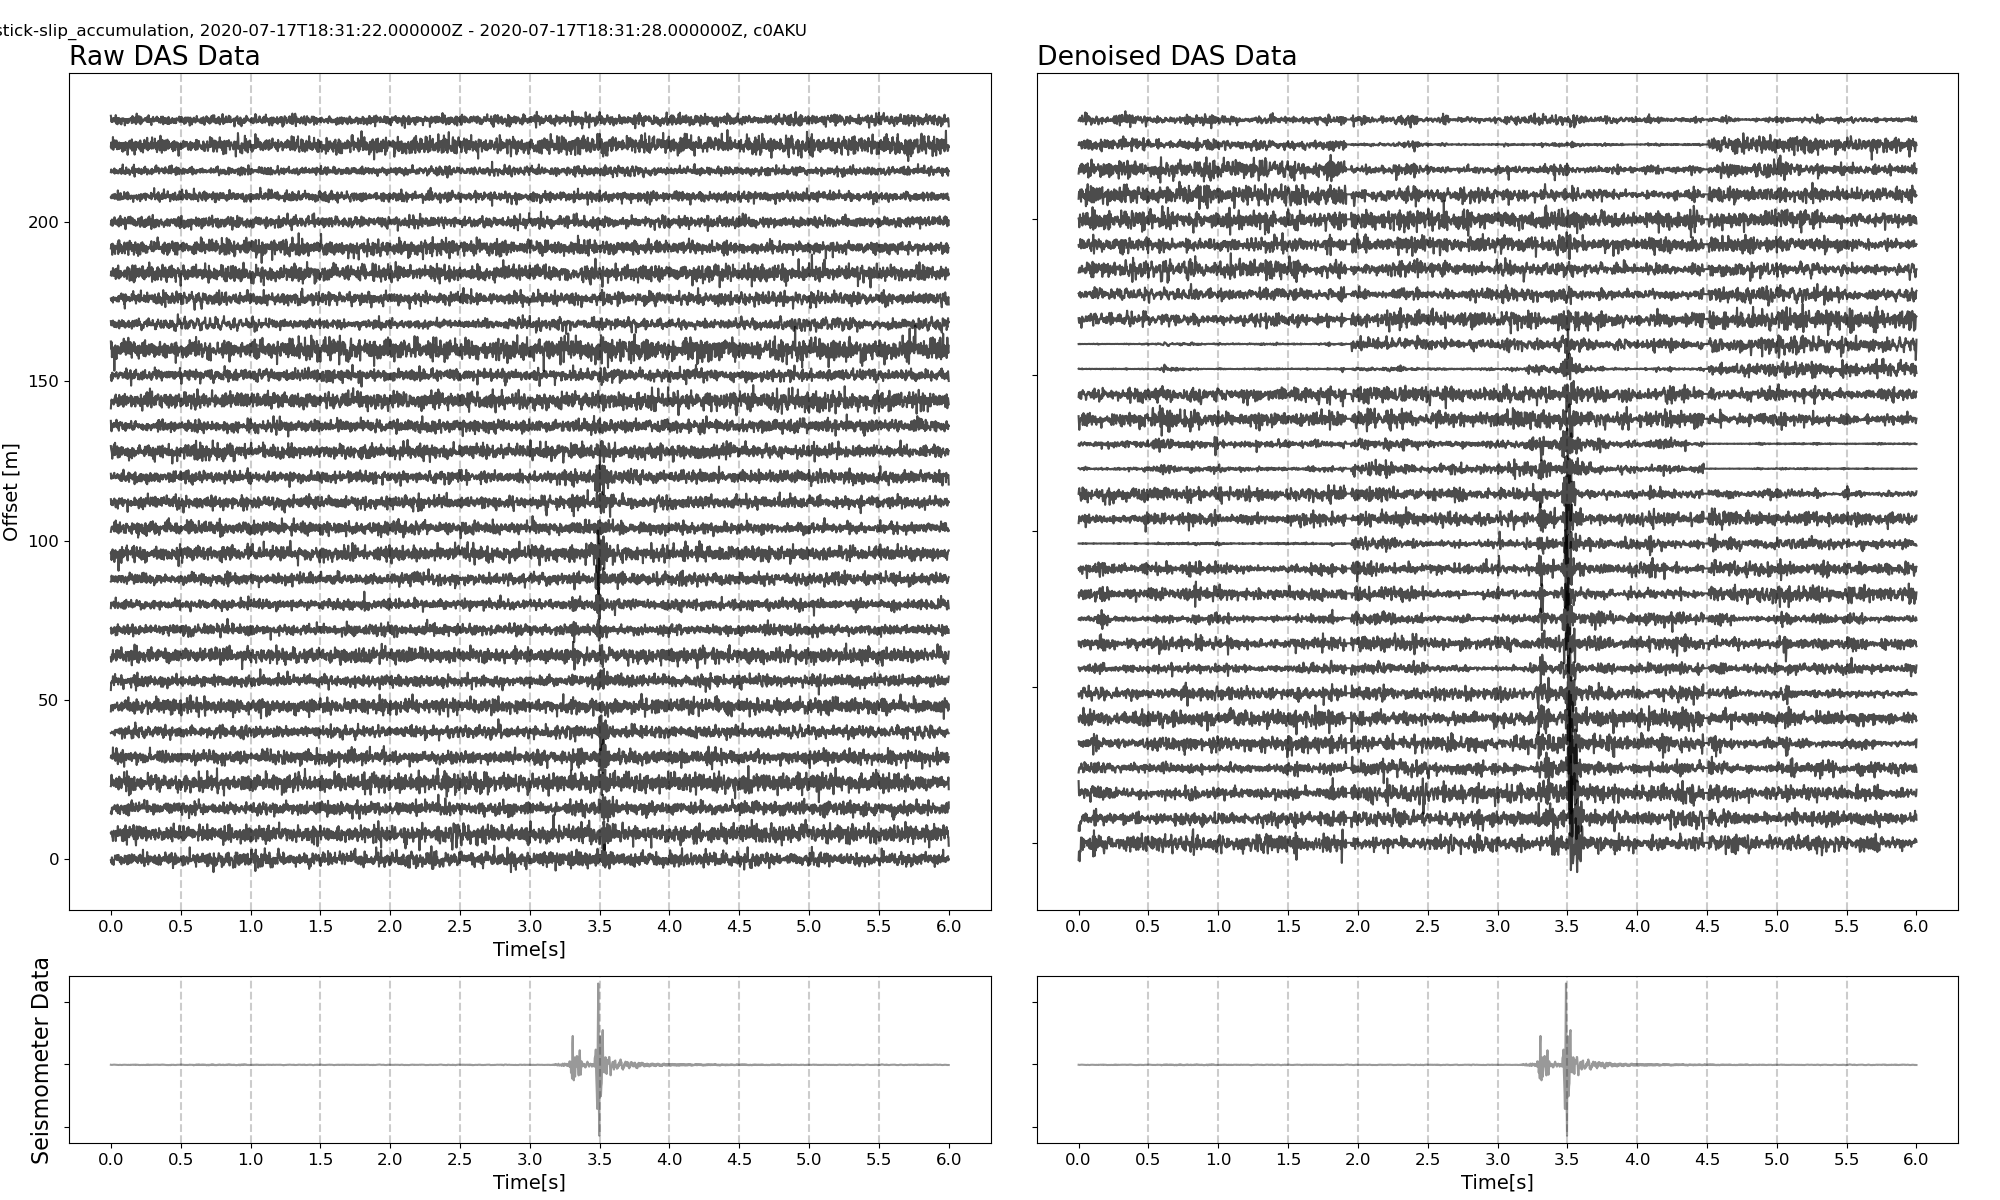 stick-slip_accumulation, 2020-07-17T18:31:22.000000Z - 2020-07-17T18:31:28.000000Z, c0AKU
Raw DAS Data
Denoised DAS Data
Offset [m]
200
150
100
50
0
0.0 0.5 1.0 1.5 2.0 2.5 3.0 3.5 4.0 4.5 5.0 5.5 6.0
Time[s]
0.0 0.5 1.0 1.5 2.0 2.5 3.0 3.5 4.0 4.5 5.0 5.5 6.0
Seismometer Data
0.0 0.5 1.0 1.5 2.0 2.5 3.0 3.5 4.0 4.5 5.0 5.5 6.0
Time[s]
0.0 0.5 1.0 1.5 2.0 2.5 3.0 3.5 4.0 4.5 5.0 5.5 6.0
Time[s]